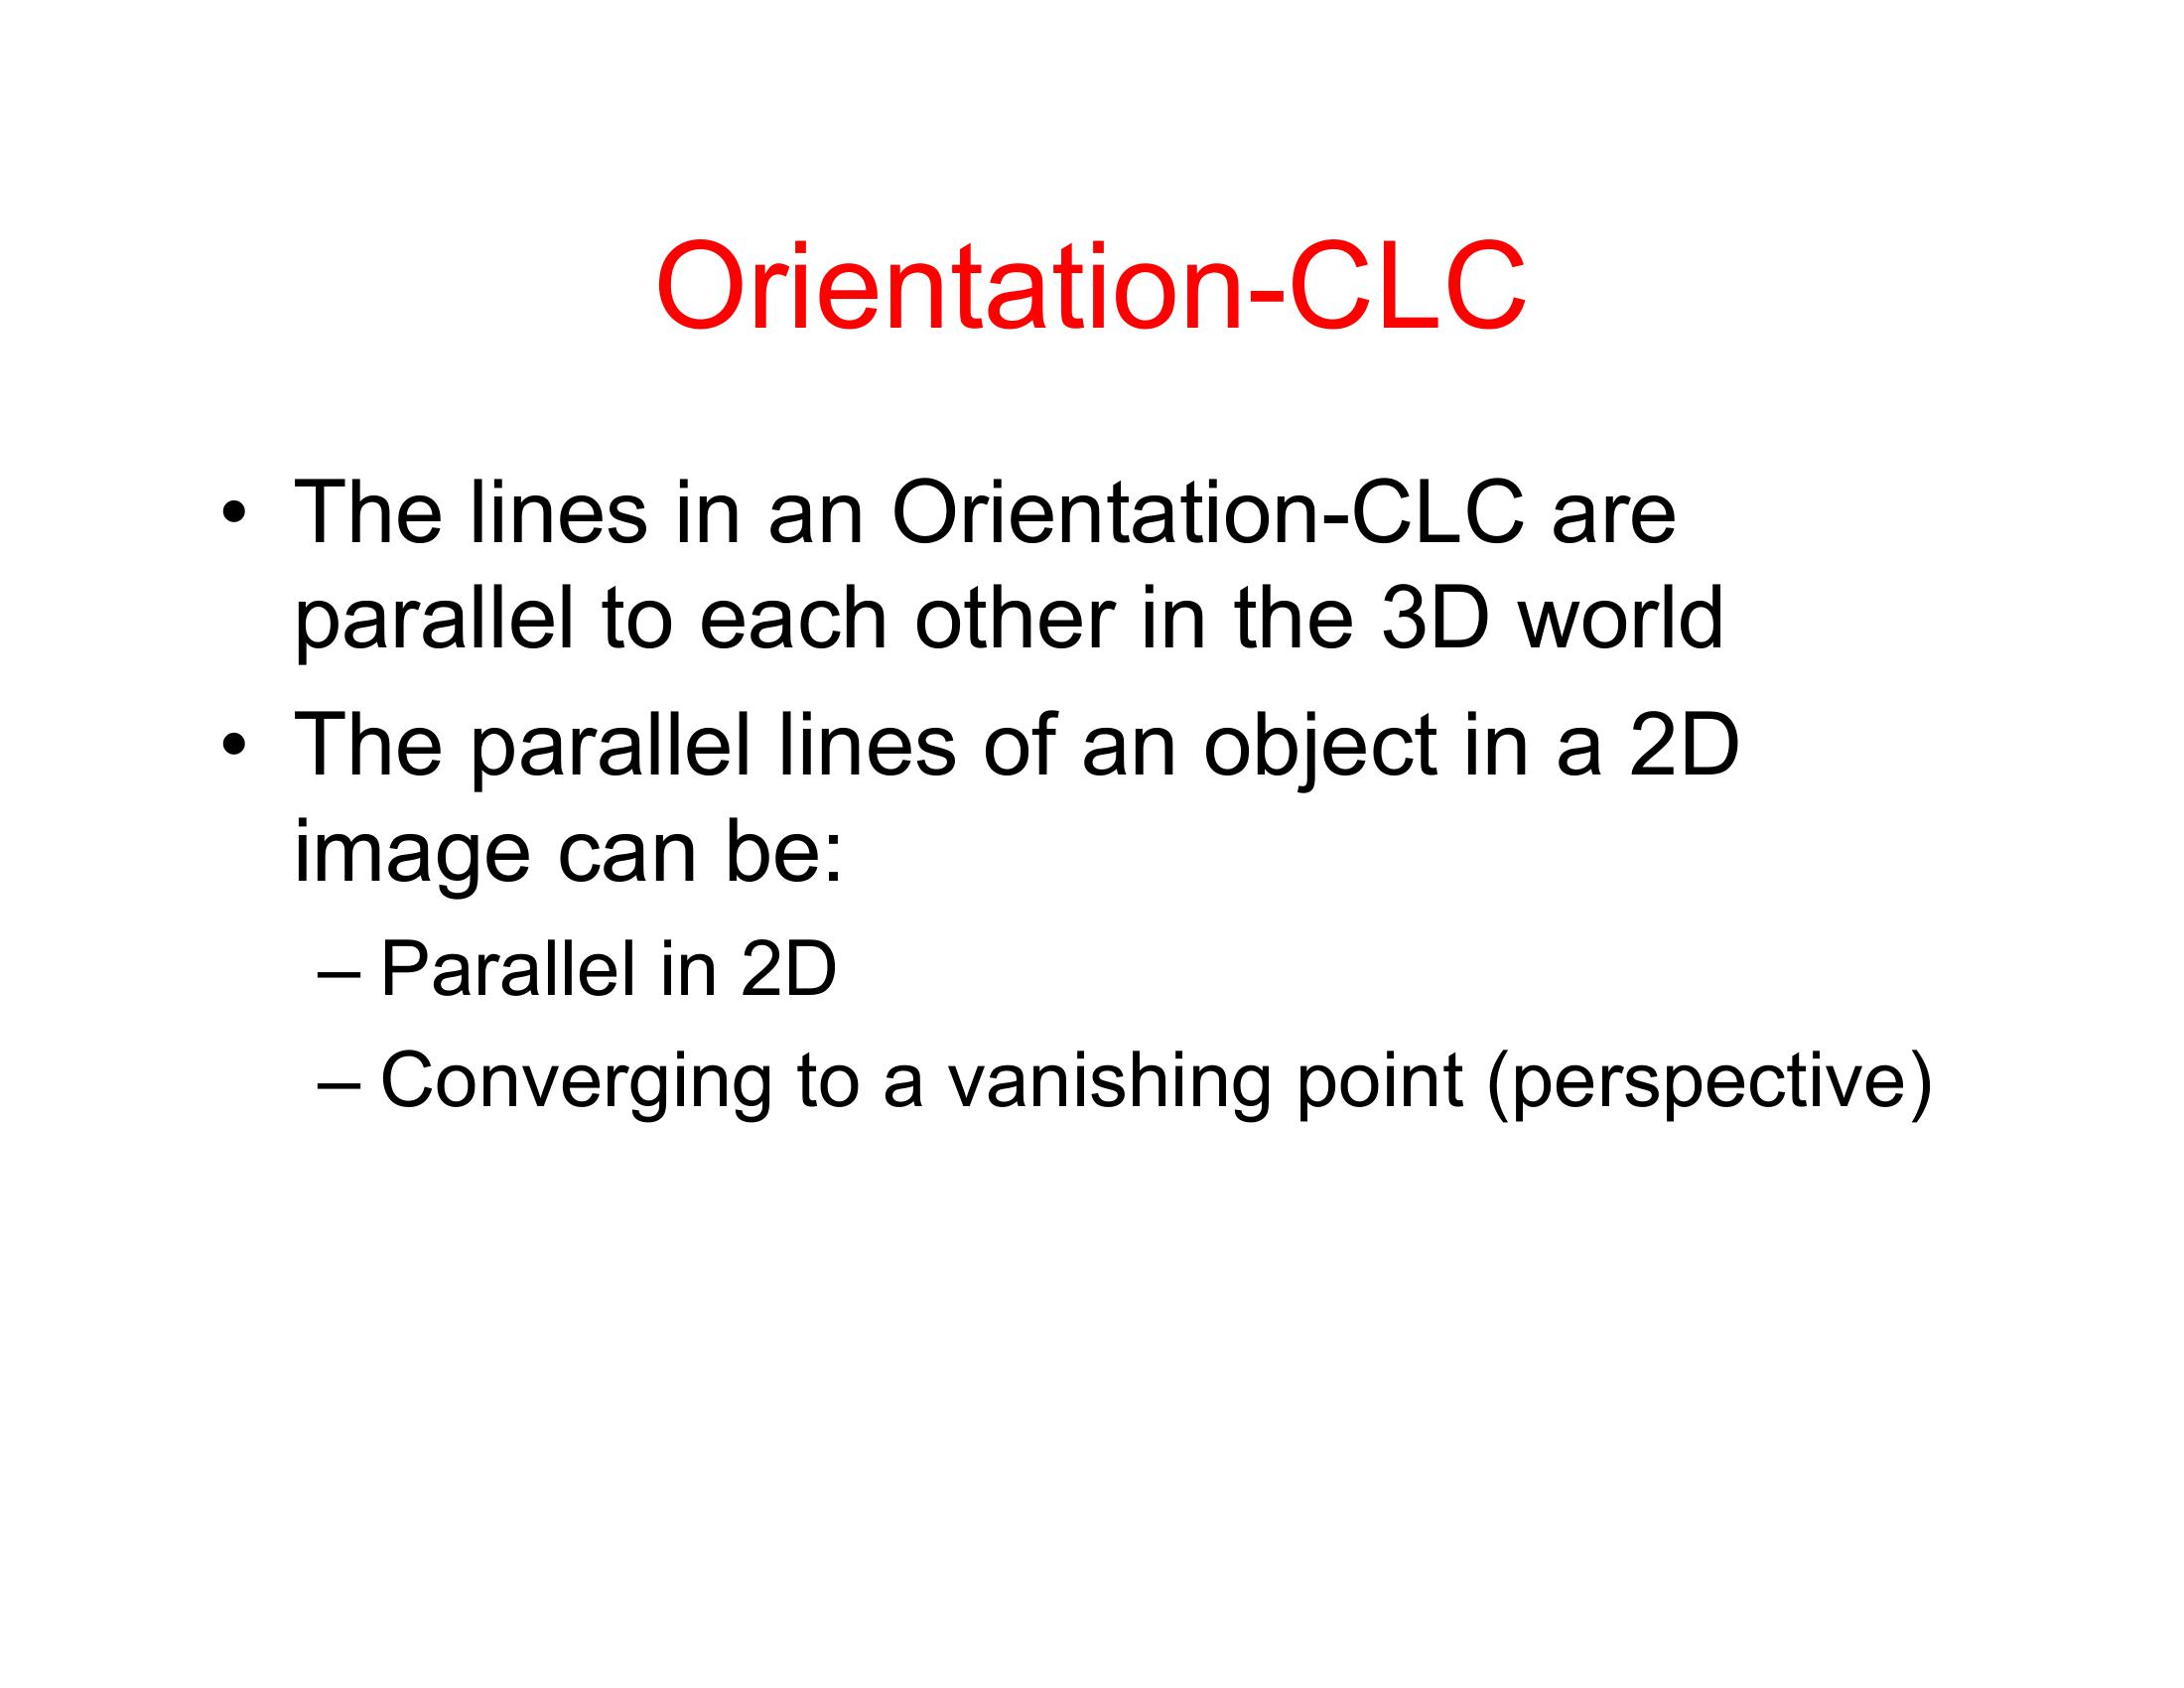 Orientation-CLC
• The lines in an Orientation-CLC are
parallel to each other in the 3D world
• The parallel lines of an object in a 2D
image can be:
– Parallel in 2D
– Converging to a vanishing point (perspective)